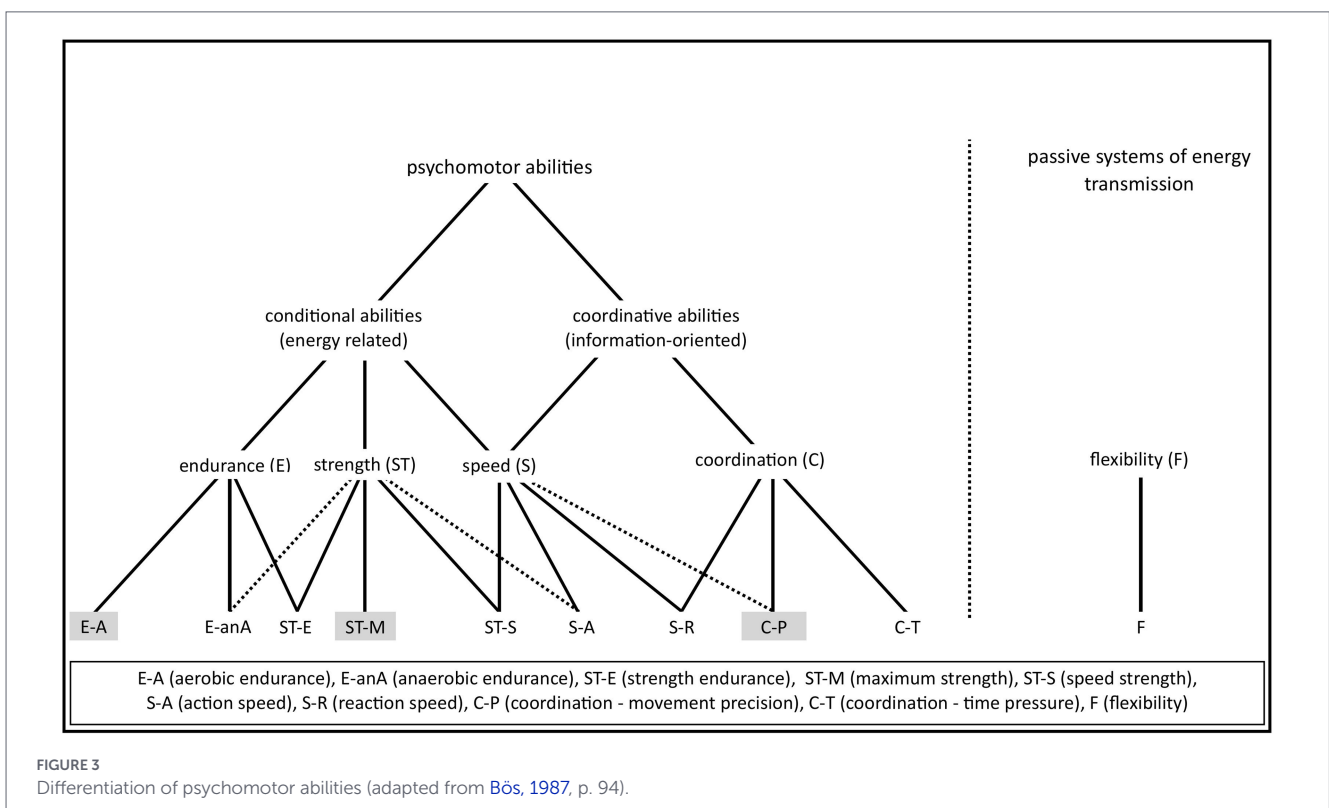 psychomotor abilities
passive systems of energy
transmission
conditional abilities
(energy related)
coordinative abilities
(information-oriented)
endurance (E)
strength (ST)
speed (S)
coordination (C)
flexibility (F)
E-A
E-anA
ST-E
ST-M
ST-S
S-A
S-R
C-P
C-T
F
E-A (aerobic endurance), E-anA (anaerobic endurance), ST-E (strength endurance), ST-M (maximum strength), ST-S (speed strength),
S-A (action speed), S-R (reaction speed), C-P (coordination - movement precision), C-T (coordination - time pressure), F (flexibility)
FIGURE 3
Differentiation of psychomotor abilities (adapted from Bös, 1987, p. 94).